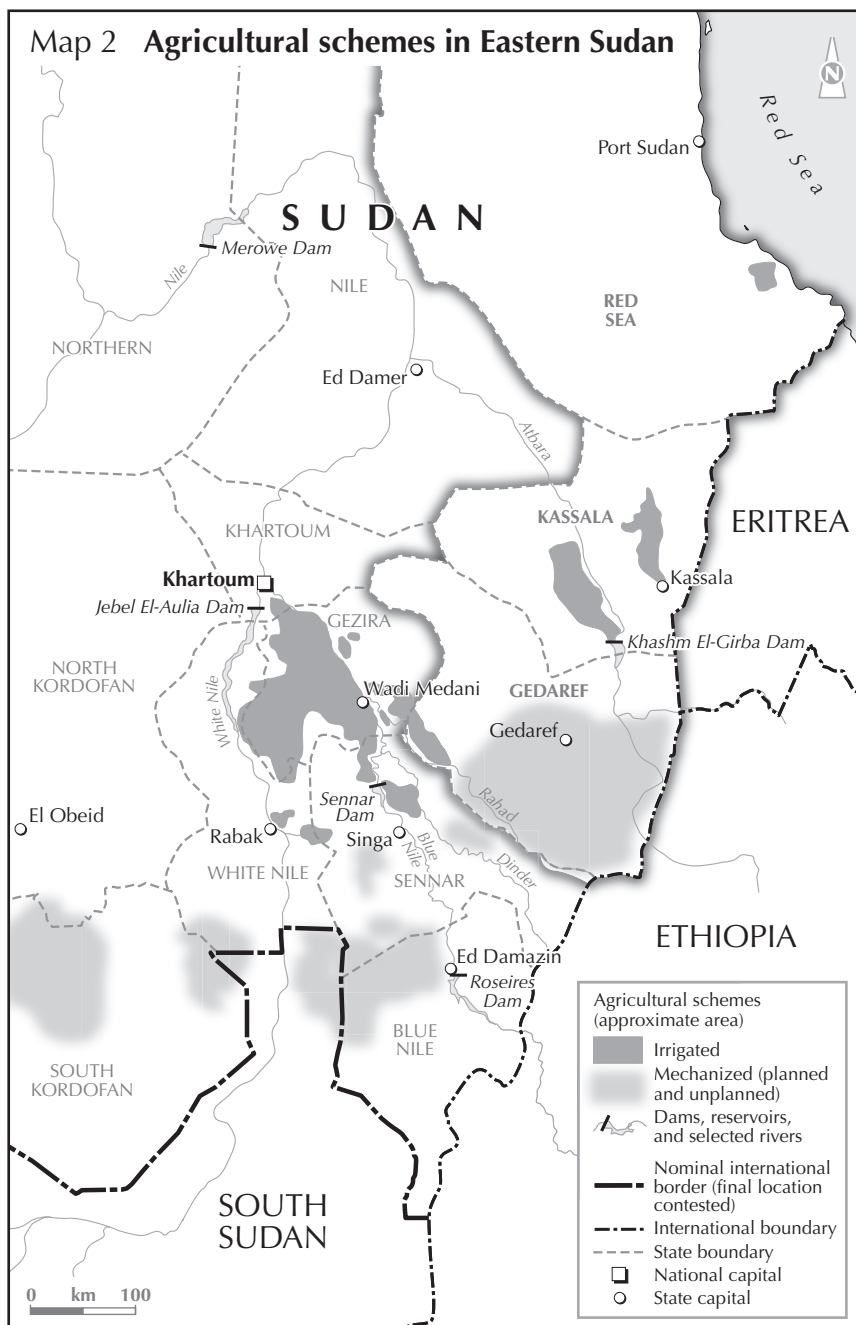 Map 2 Agricultural schemes in Eastern Sudan
N
Red Sea
Port Sudan
SUDAN
Merowe Dam
Nile
NILE
RED
SEA
NORTHERN
Ed Damer
Atbara
KHARTOUM
KASSALA
ERITREA
Khartoum
Kassala
Jebel El-Aulia Dam
GEZIRA
Khashm El-Girba Dam
NORTH
KORDOFAN
White Nile
Wadi Medani
GEDAREF
Gedaref
Sennar
Dam
Rahad
El Obeid
Rabak
Singa
Blue
Nile
Dinder
WHITE NILE
SENNAR
ETHIOPIA
Ed Damazin
Roseires
Dam
BLUE
NILE
SOUTH
KORDOFAN
SOUTH
SUDAN
Agricultural schemes
(approximate area)
Irrigated
Mechanized (planned
and unplanned)
Dams, reservoirs,
and selected rivers
Nominal international
border (final location
contested)
International boundary
State boundary
National capital
State capital
0 km 100